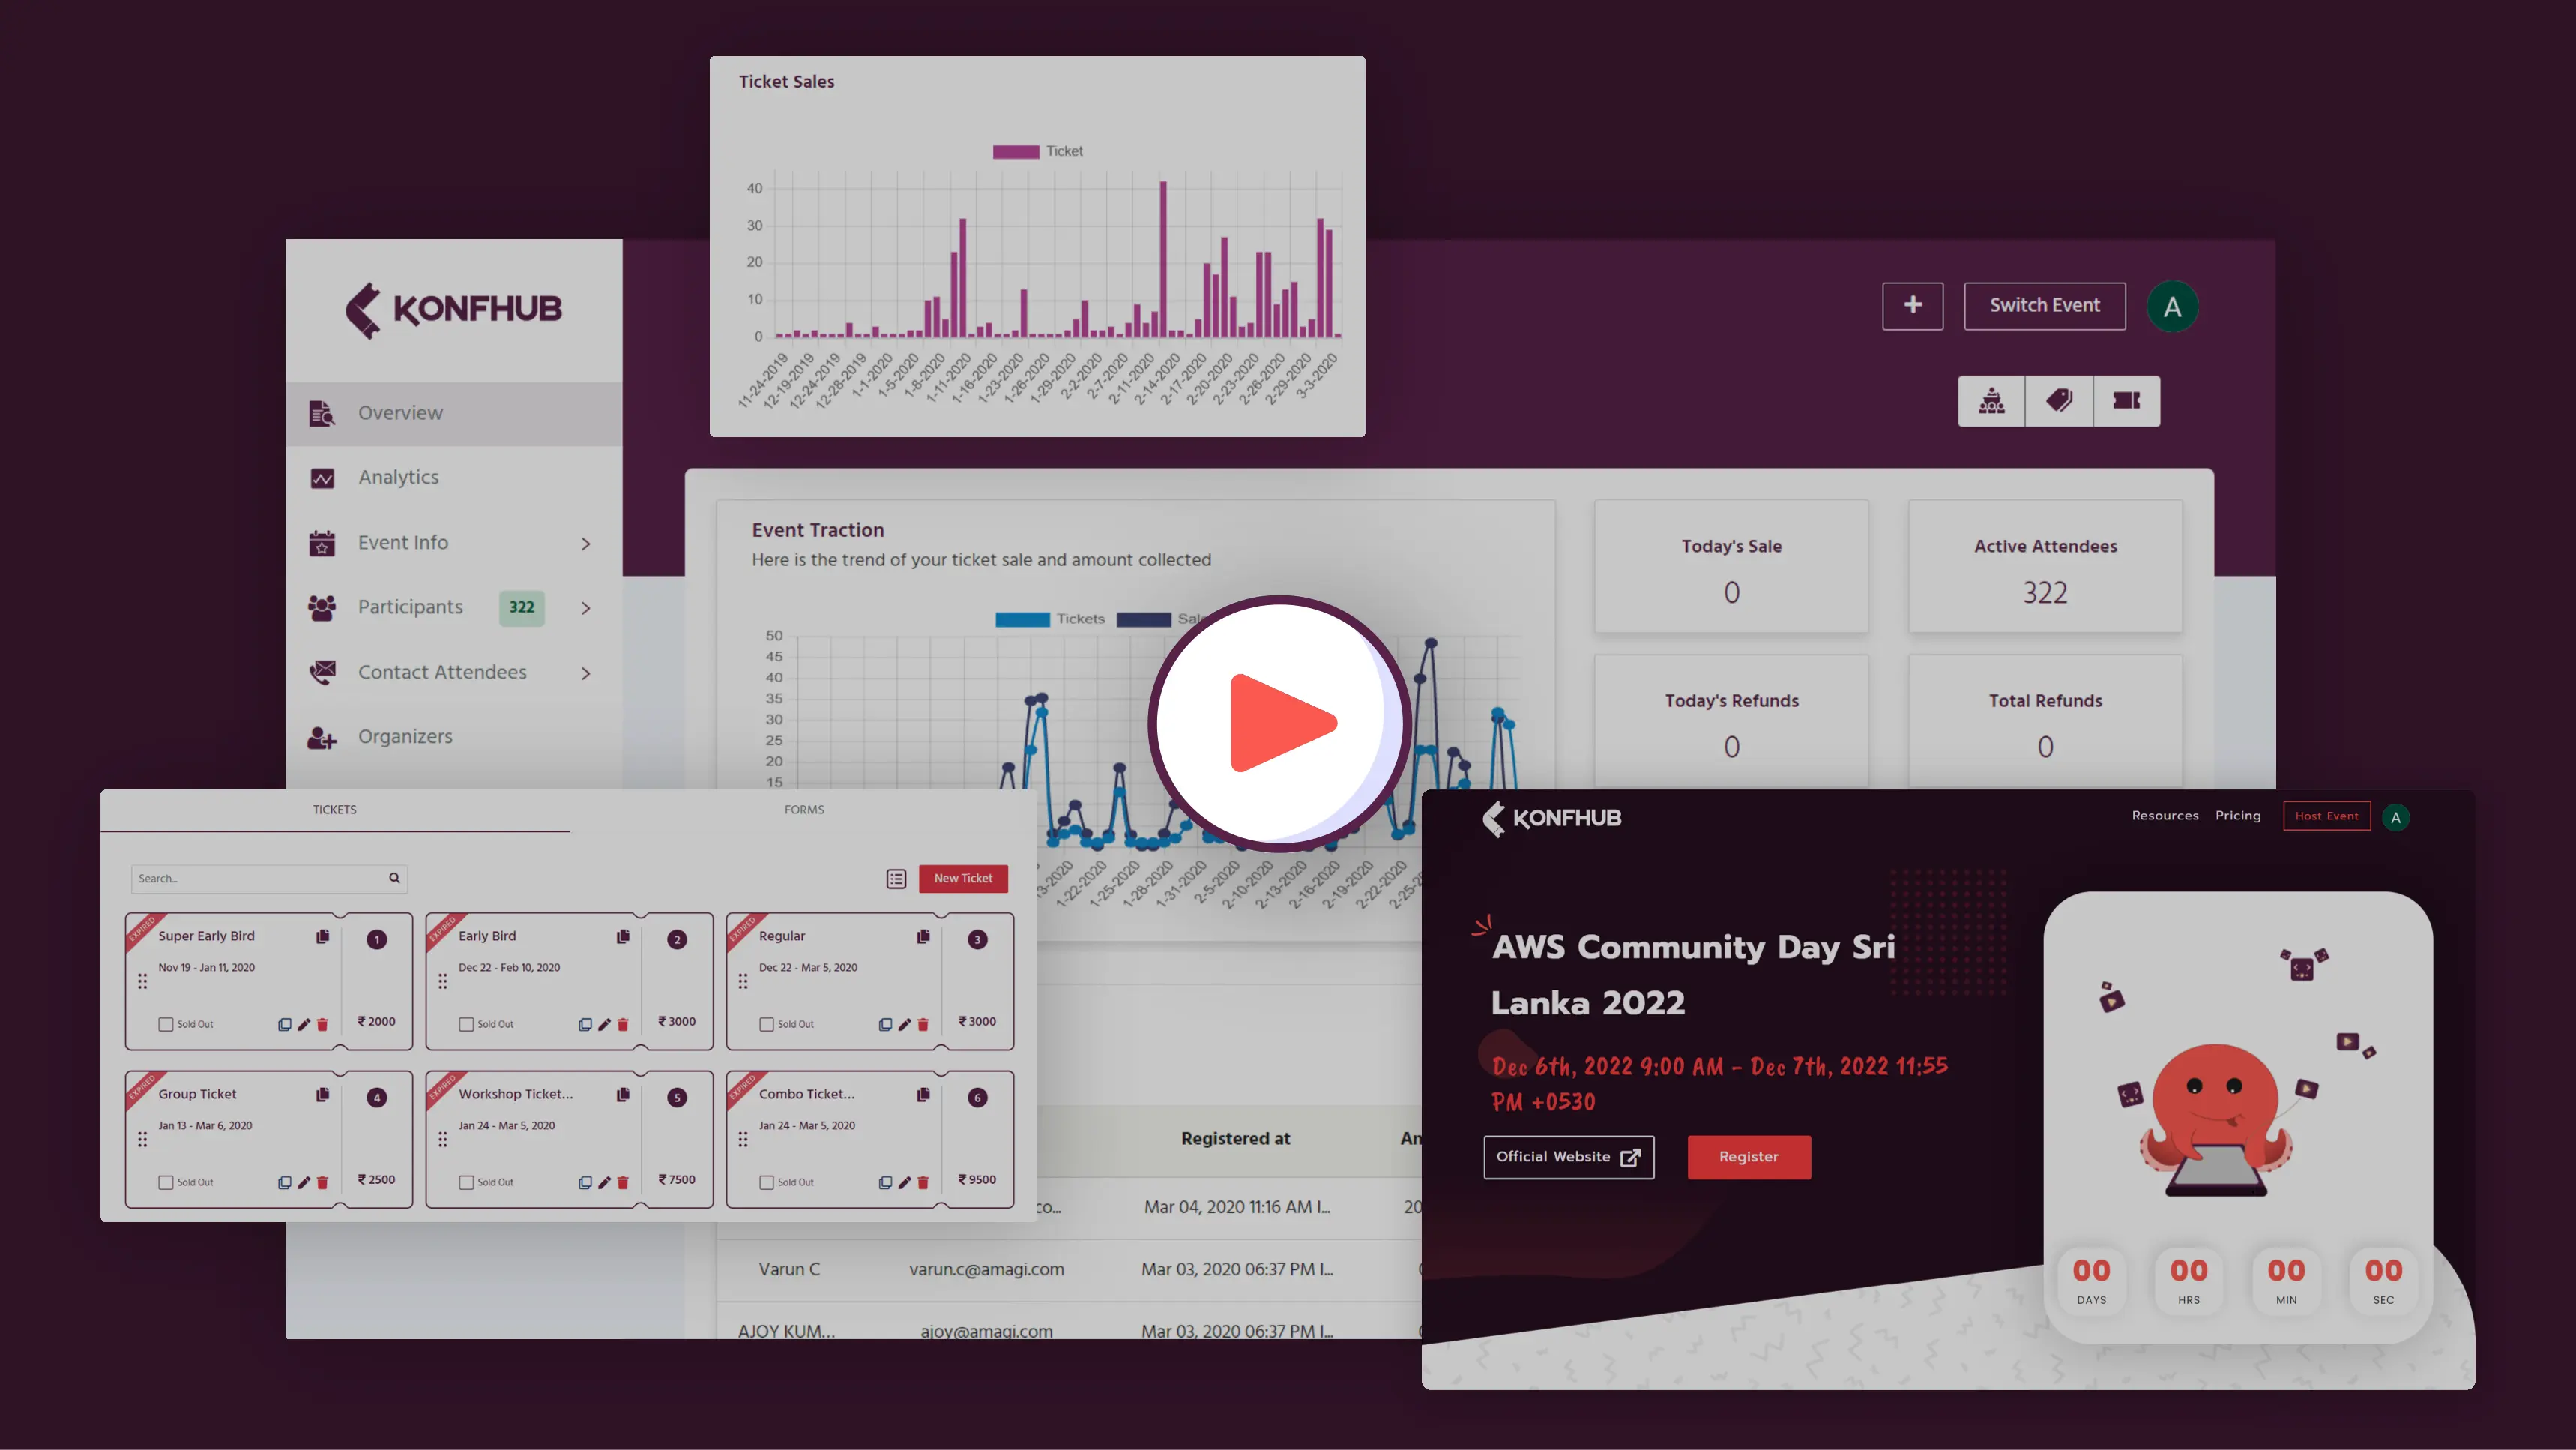 Ticket Sales
Ticket
40
30
20
10
0
11-24-2019
12-19-2019
12-24-2019
12-28-2019
1-1-2020
1-5-2020
1-8-2020
1-11-2020
1-16-2020
1-23-2020
1-26-2020
1-29-2020
2-2-2020
2-7-2020
2-11-2020
2-14-2020
2-17-2020
2-20-2020
2-23-2020
2-26-2020
2-29-2020
3-3-2020
KONFHUB
Switch Event
A
Overview
Analytics
Event Info
Participants 322
Contact Attendees
Organizers
Event Traction
Here is the trend of your ticket sale and amount collected
Tickets
50
45
40
35
30
25
20
15
1-22-2020
1-25-2020
1-28-2020
1-31-2020
2-5-2020
2-10-2020
2-13-2020
2-16-2020
2-19-2020
2-22-2020
Today's Sale
0
Active Attendees
322
Today's Refunds
0
Total Refunds
0
TICKETS
FORMS
Search...
New Ticket
EXPIRED
Super Early Bird
1
Nov 19 - Jan 11, 2020
Sold Out
₹ 2000
EXPIRED
Early Bird
2
Dec 22 - Feb 10, 2020
Sold Out
₹ 3000
EXPIRED
Regular
3
Dec 22 - Mar 5, 2020
Sold Out
₹ 3000
EXPIRED
Group Ticket
4
Jan 13 - Mar 6, 2020
Sold Out
₹ 2500
EXPIRED
Workshop Ticket...
5
Jan 24 - Mar 5, 2020
Sold Out
₹ 7500
EXPIRED
Combo Ticket...
6
Jan 24 - Mar 5, 2020
Sold Out
₹ 9500
Registered at
Mar 04, 2020 11:16 AM I...
Varun C varun.c@amagi.com Mar 03, 2020 06:37 PM I...
AJOY KUM... ajoy@amagi.com Mar 03, 2020 06:37 PM I...
KONFHUB
Resources Pricing Host Event A
AWS Community Day Sri
Lanka 2022
Dec 6th, 2022 9:00 AM - Dec 7th, 2022 11:55
PM +0530
Official Website
Register
00
DAYS
00
HRS
00
MIN
00
SEC